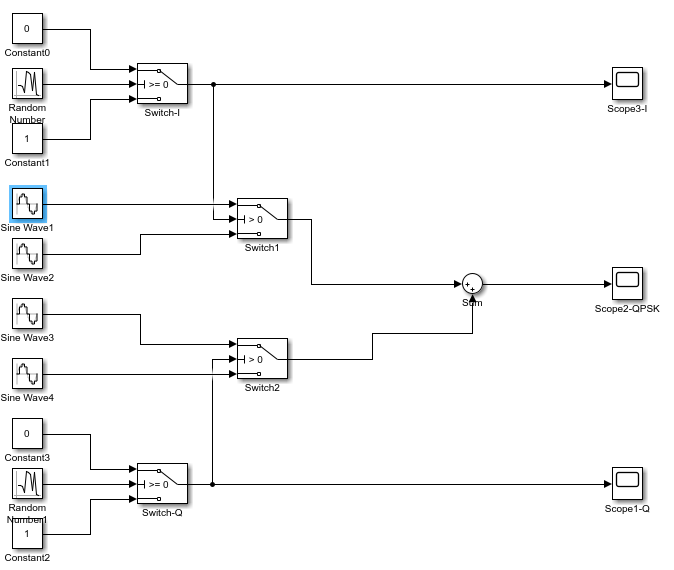 0
Constant0
Random
Number
>= 0
Switch-I
Scope3-I
1
Constant1
Sine Wave1
> 0
Switch1
Sine Wave2
+
+
Sum
Scope2-QPSK
Sine Wave3
> 0
Switch2
Sine Wave4
0
Constant3
Random
Number1
>= 0
Switch-Q
Scope1-Q
1
Constant2